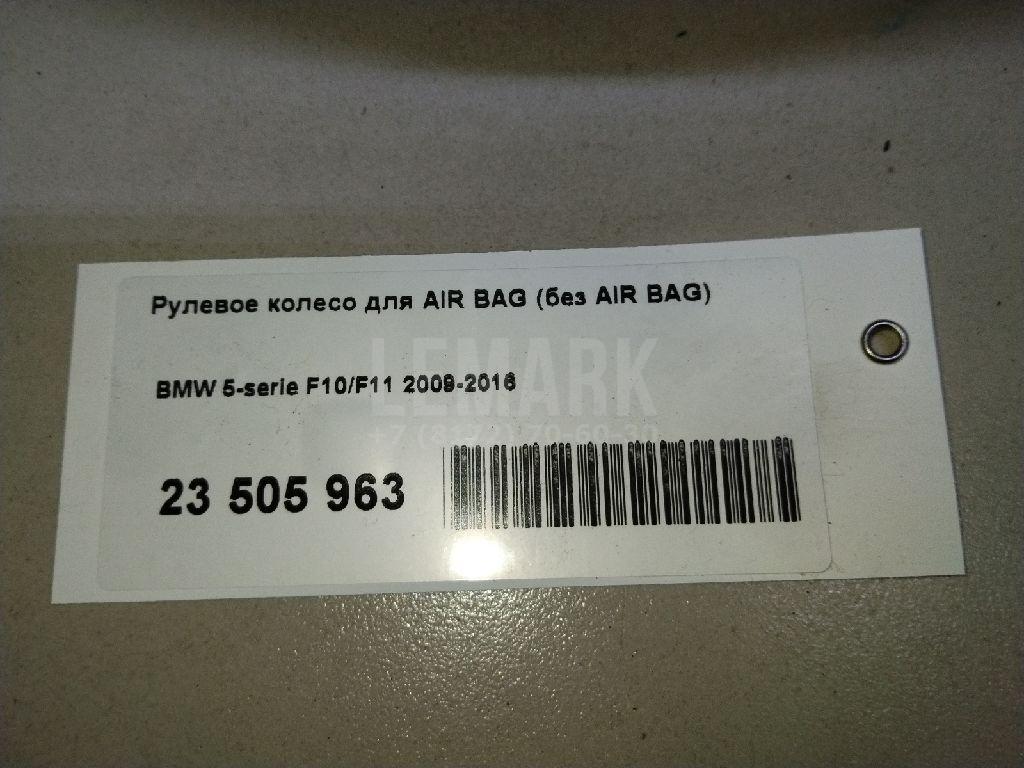 Рулевое колесо для AIR BAG (без AIR BAG)
LEMARK
BMW 5-serie F10/F11 2009-2016
23 505 963